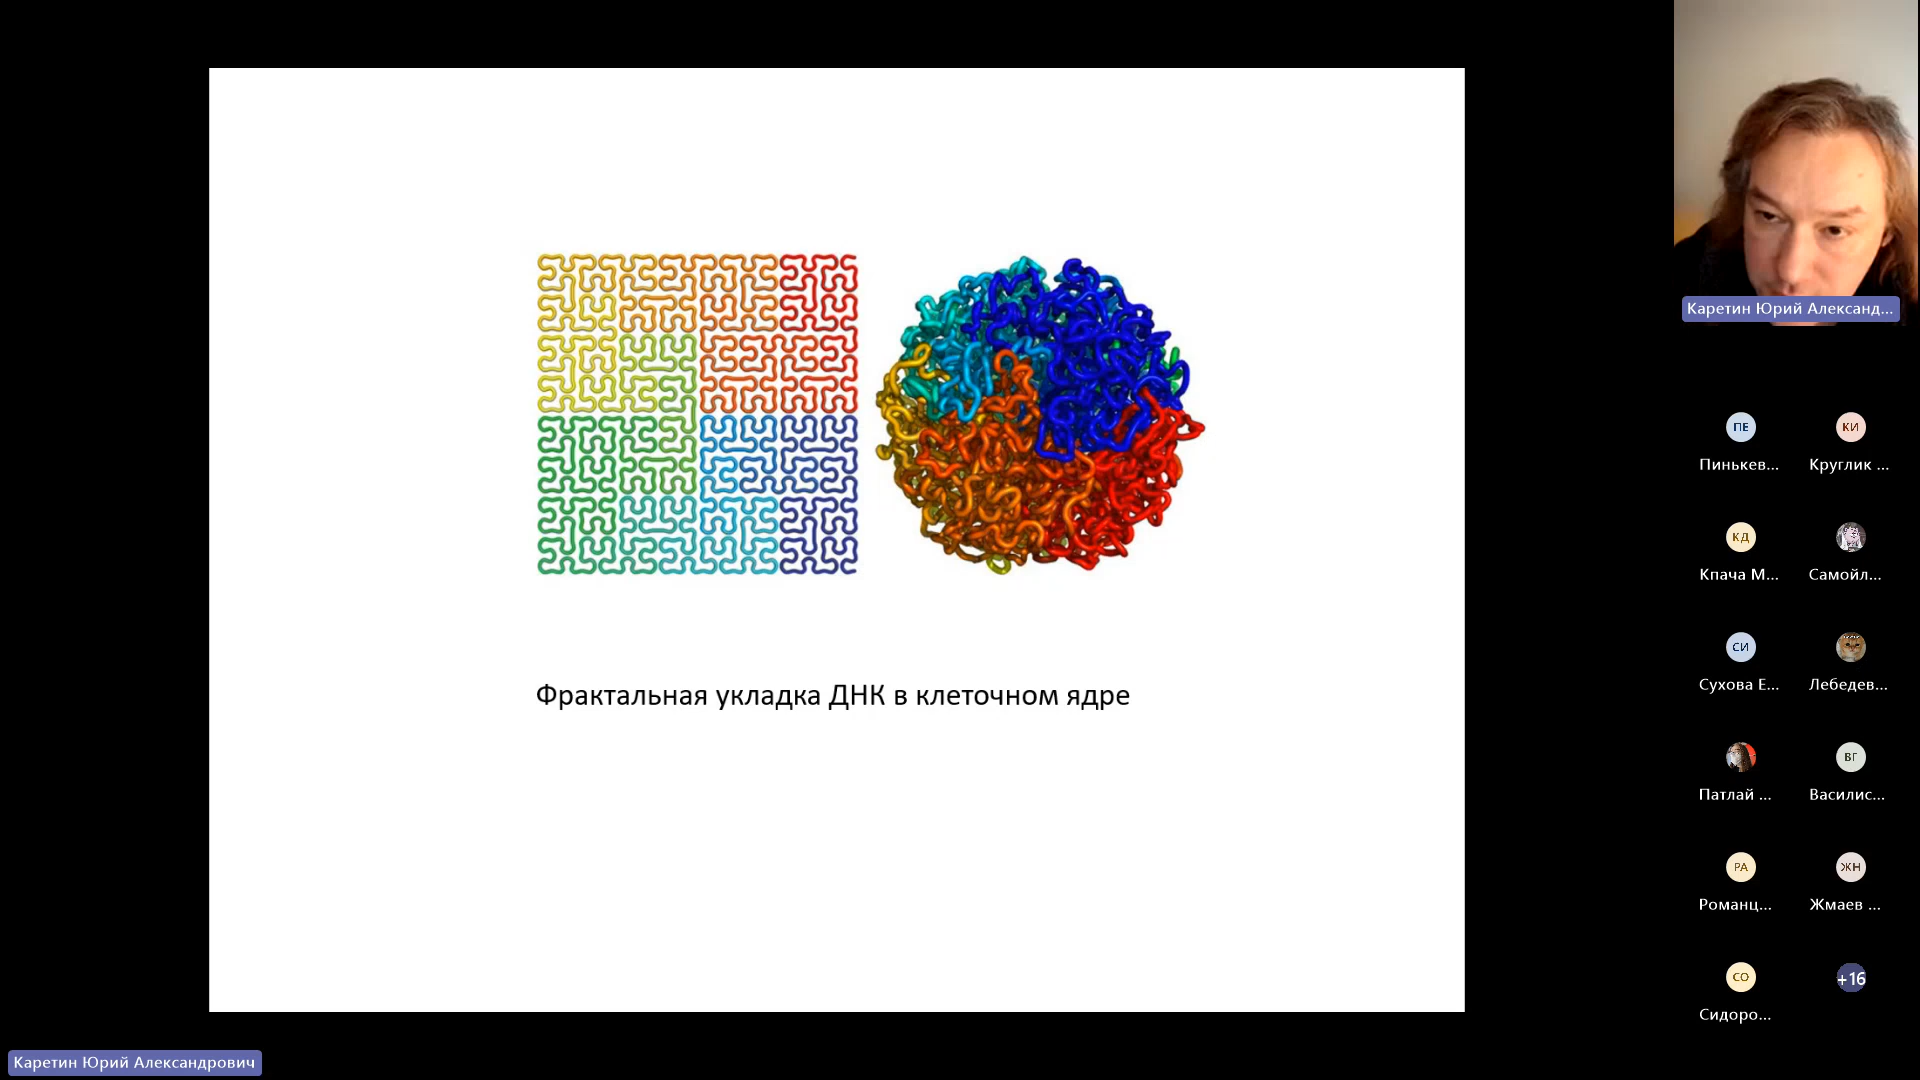 Фрактальная укладка ДНК в клеточном ядре
Каретин Юрий Александ...
ПЕ
КИ
Пинькев...
Круглик ...
КД
Кпача М...
Самойл...
СИ
Сухова Е...
Лебедев...
ВГ
Патлай ...
Василис...
РА
ЖН
Романц...
Жмаев ...
СО
+16
Сидоро...
Каретин Юрий Александрович